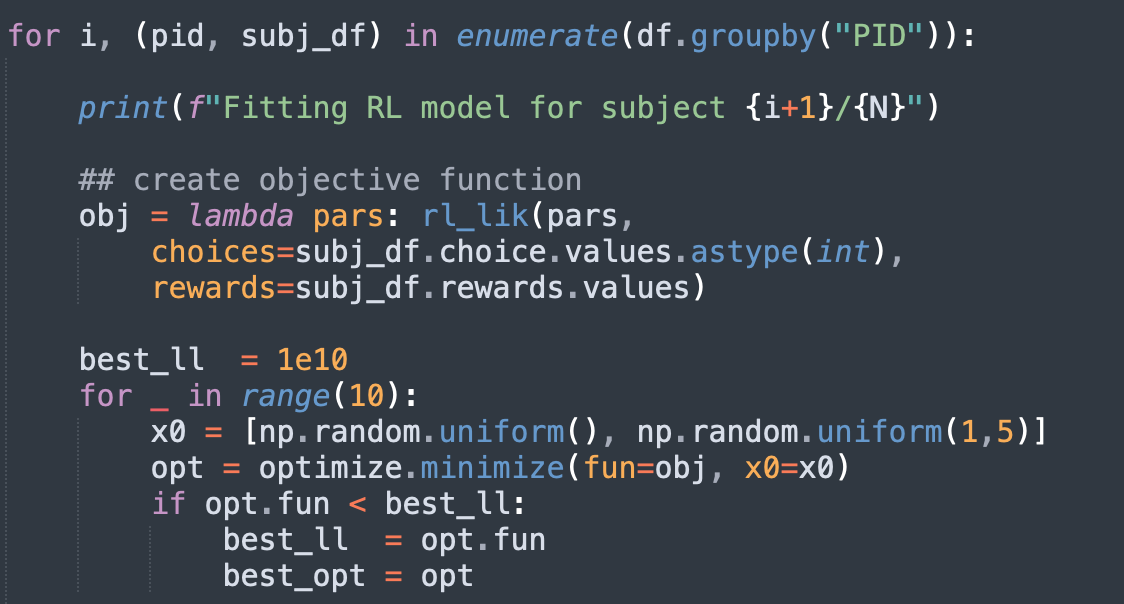 for i, (pid, subj_df) in enumerate(df.groupby("PID")):
print(f"Fitting RL model for subject {i+1}/{N}")
## create objective function
obj = lambda pars: rl_lik(pars,
choices=subj_df.choice.values.astype(int),
rewards=subj_df.rewards.values)
best_ll  = 1e10
for _ in range(10):
x0 = [np.random.uniform(), np.random.uniform(1,5)]
opt = optimize.minimize(fun=obj, x0=x0)
if opt.fun < best_ll:
best_ll  = opt.fun
best_opt = opt